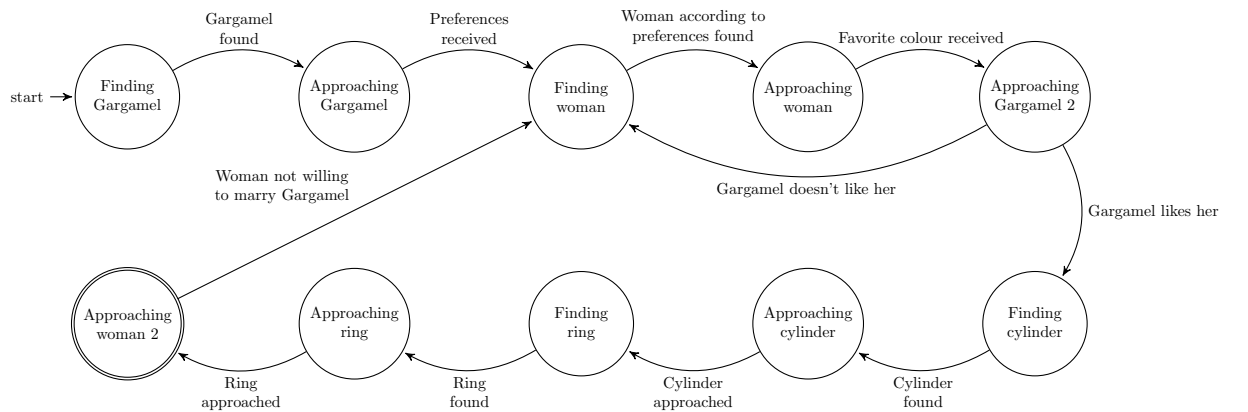 Gargamel
found
Preferences
received
Woman according to
preferences found
Favorite colour received
start
Finding
Gargamel
Approaching
Gargamel
Finding
woman
Approaching
woman
Approaching
Gargamel 2
Woman not willing
to marry Gargamel
Gargamel doesn't like her
Gargamel likes her
Approaching
woman 2
Approaching
ring
Finding
ring
Approaching
cylinder
Finding
cylinder
Ring
approached
Ring
found
Cylinder
approached
Cylinder
found